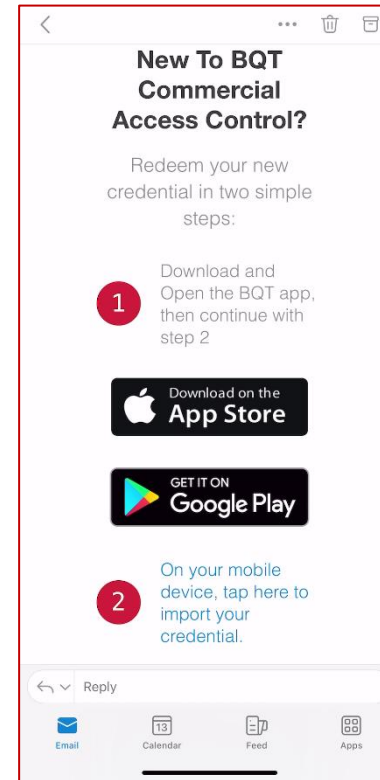 New To BQT
Commercial
Access Control?
Redeem your new
credential in two simple
steps:
1
Download and
Open the BQT app,
then continue with
step 2
Download on the
App Store
GET IT ON
Google Play
2
On your mobile
device, tap here to
import your
credential.
Reply
13
Email
Calendar
Feed
Apps